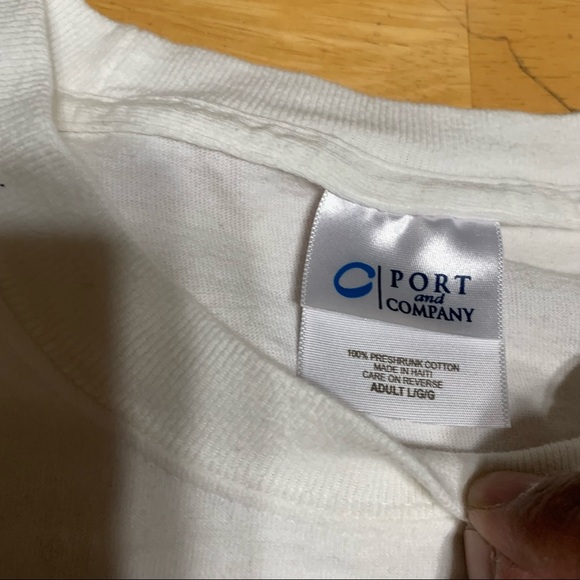 PORT
and
COMPANY
100% PRESHRUNK COTTON
MADE IN HAITI
CARE ON REVERSE
ADULT L/G/G